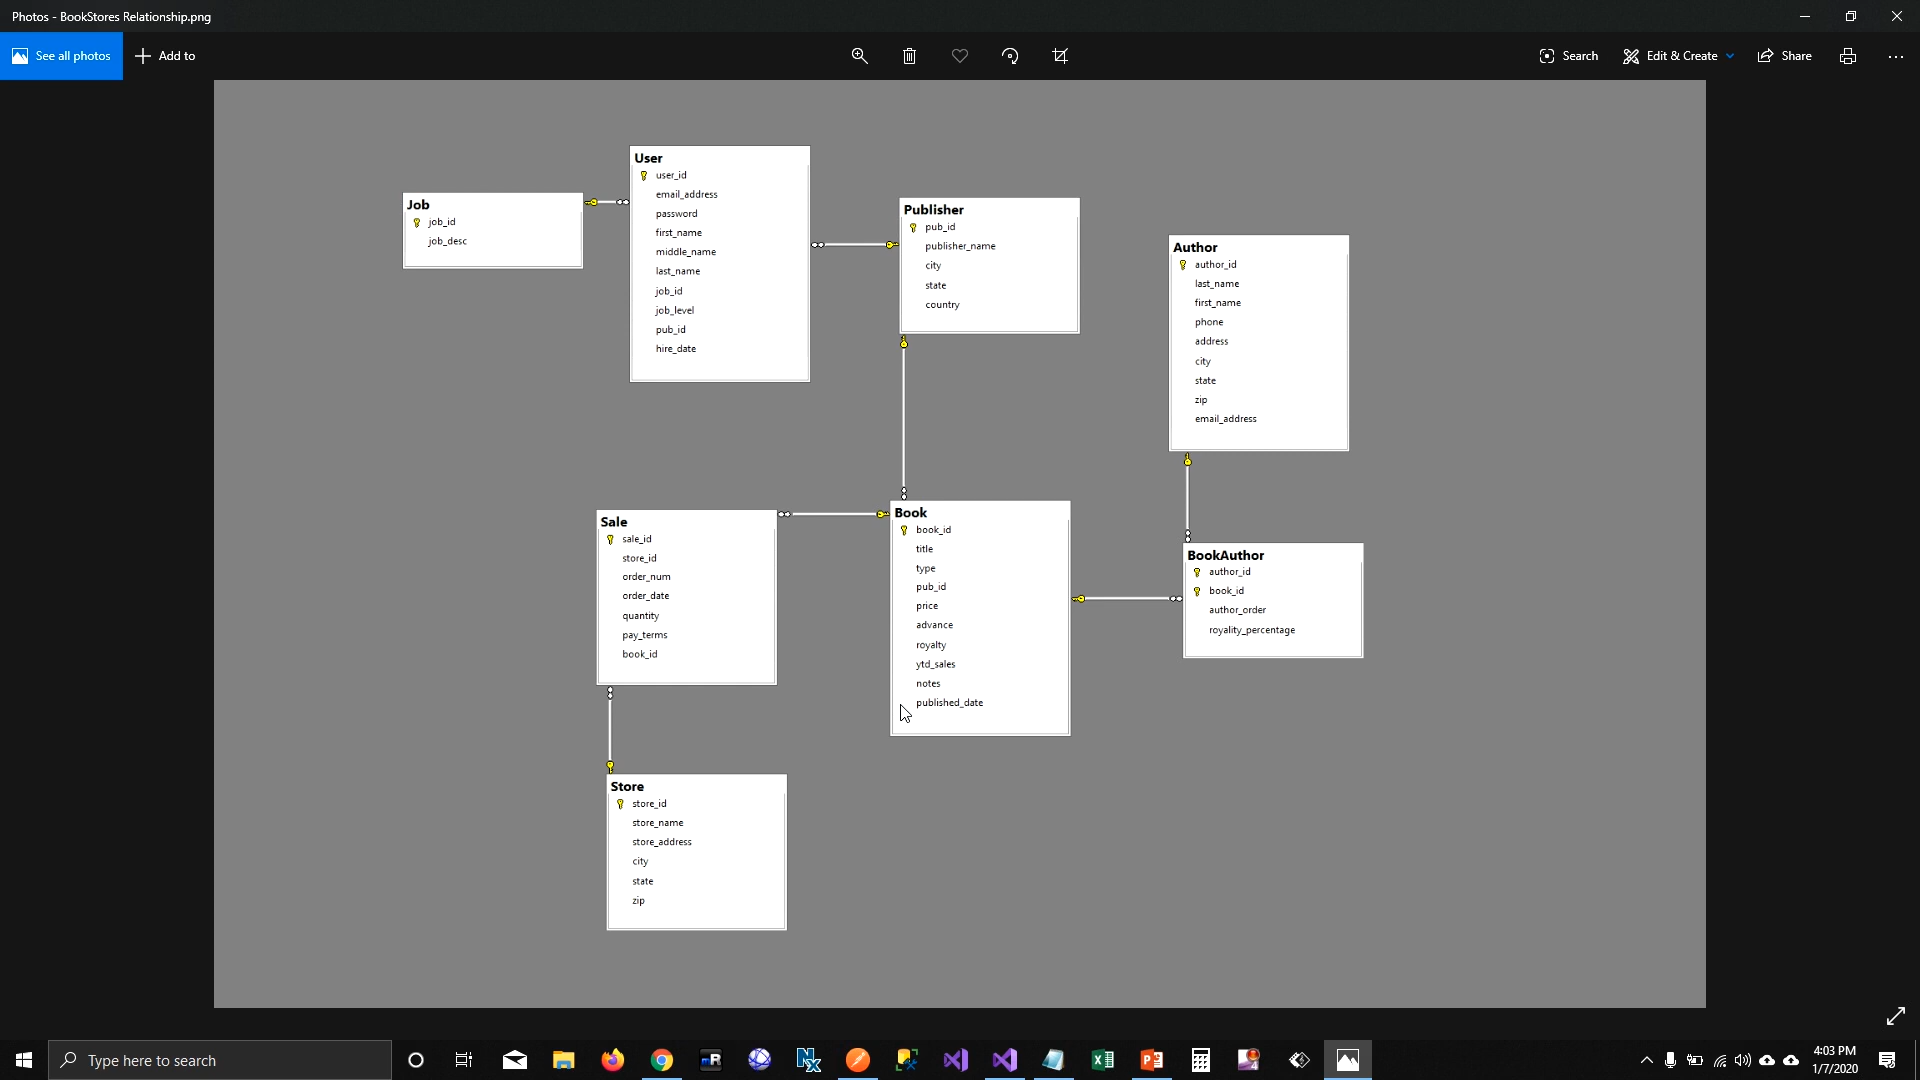 Photos - BookStores Relationship.png
See all photos
Add to
Search
Edit & Create
Share
User
user_id
email_address
password
first_name
middle_name
last_name
job_id
job_level
pub_id
hire_date
Job
job_id
job_desc
Publisher
pub_id
publisher_name
city
state
country
Author
author_id
last_name
first_name
phone
address
city
state
zip
email_address
Sale
sale_id
store_id
order_num
order_date
quantity
pay_terms
book_id
Book
book_id
title
type
pub_id
price
advance
royalty
ytd_sales
notes
published_date
BookAuthor
author_id
book_id
author_order
royality_percentage
Store
store_id
store_name
store_address
city
state
zip
Type here to search
4:03 PM
1/7/2020